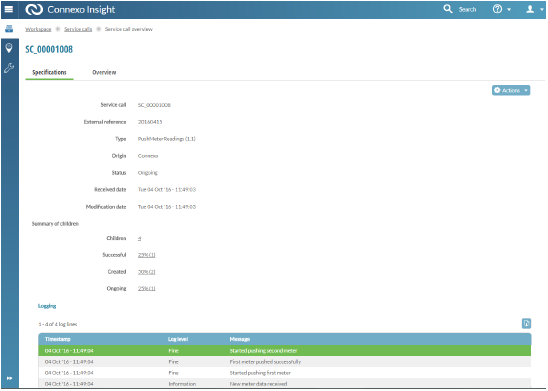 Connexo Insight
Search
Workspace Service calls Service call overview
SC_00001008
Specifications Overview
Actions
Service call SC_00001008
External reference 20160415
Type PushMeterReadings (1.1)
Origin Connexo
Status Ongoing
Received date Tue 04 Oct '16 - 11:49:03
Modification date Tue 04 Oct '16 - 11:49:03
Summary of children
Children 4
Successful 25% (1)
Created 50% (2)
Ongoing 25% (1)
Logging
1 - 4 of 4 log lines
Timestamp Log level Message
04 Oct '16 - 11:49:04 Fine Started pushing second meter
04 Oct '16 - 11:49:04 Fine First meter pushed successfully
04 Oct '16 - 11:49:04 Fine Started pushing first meter
04 Oct '16 - 11:49:04 Information New meter data received